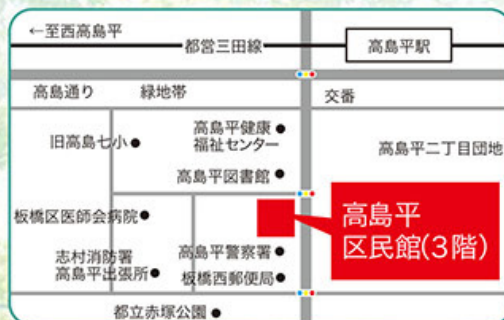 ←至西高島平
都営三田線
高島平駅
高島通り
緑地帯
交番
旧高島七小
高島平健康
福祉センター
高島平二丁目団地
高島平図書館
板橋区医師会病院
高島平
区民館(3階)
志村消防署
高島平出張所
高島平警察署
板橋西郵便局
都立赤塚公園